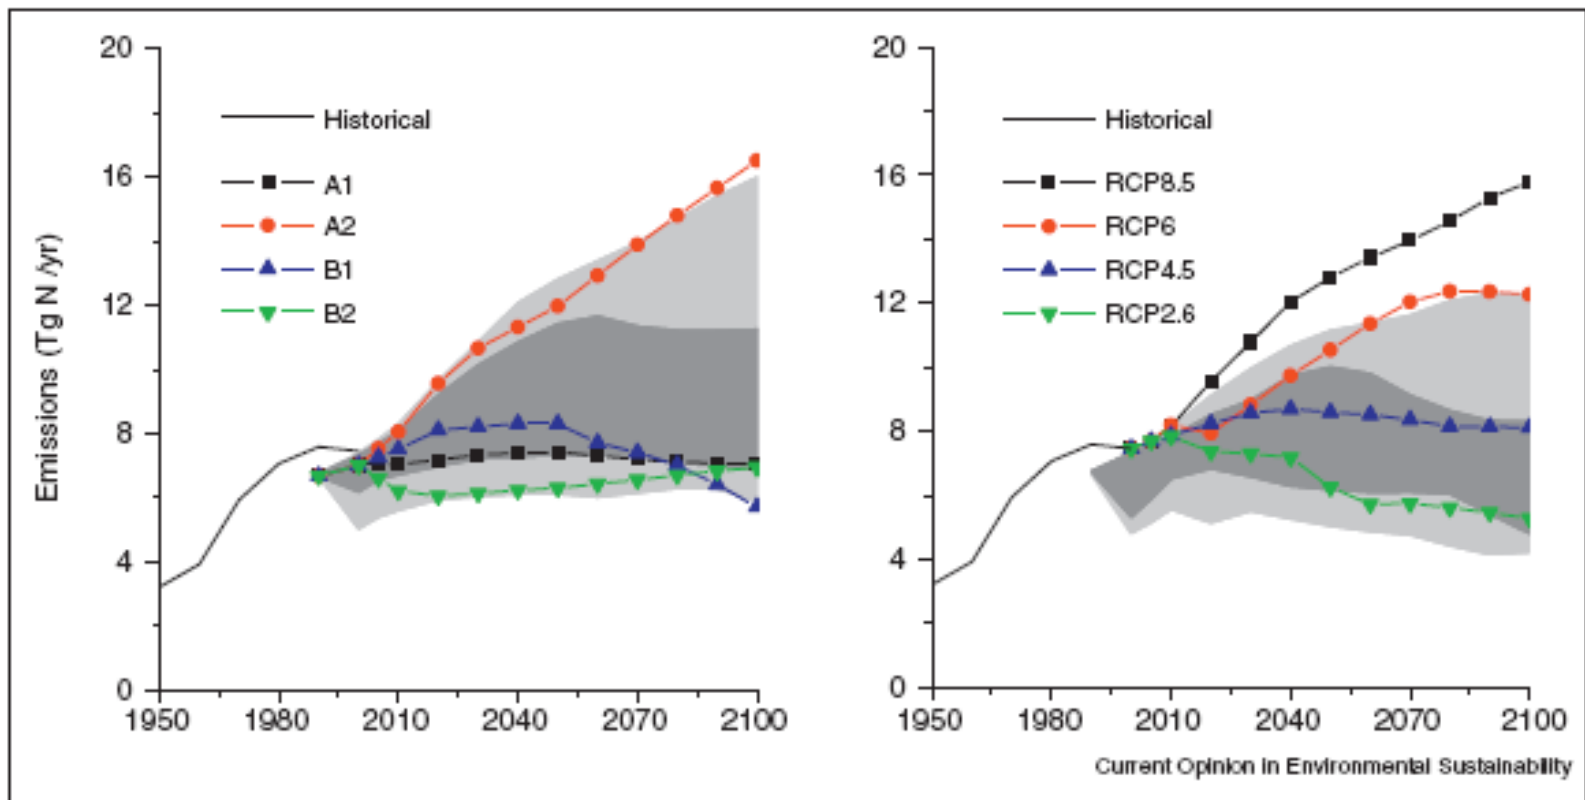 Emissions (Tg N /yr)
20
16
12
8
4
0
1950 1980 2010 2040 2070 2100
Historical
A1
A2
B1
B2
20
16
12
8
4
0
1950 1980 2010 2040 2070 2100
Historical
RCP8.5
RCP6
RCP4.5
RCP2.6
Current Opinion in Environmental Sustainability